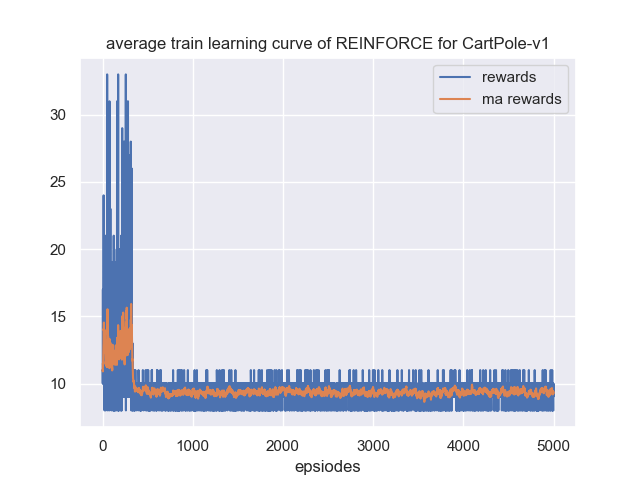 average train learning curve of REINFORCE for CartPole-v1
rewards
ma rewards
30
25
20
15
10
0 1000 2000 3000 4000 5000
epsiodes